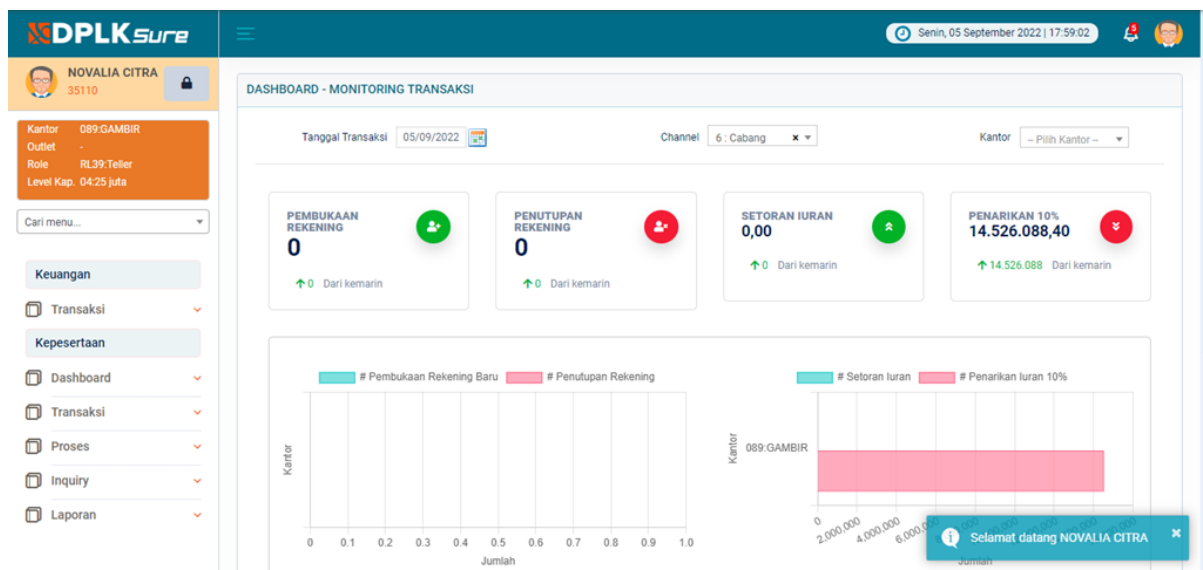 DPLKSure
Senin, 05 September 2022 | 17:59:02
NOVALIA CITRA
35110
Kantor 089:GAMBIR
Outlet -
Role RL39:Teller
Level Kap. 04:25 juta
Cari menu...
Keuangan
Transaksi
Kepesertaan
Dashboard
Transaksi
Proses
Inquiry
Laporan
DASHBOARD - MONITORING TRANSAKSI
Tanggal Transaksi 05/09/2022
Channel 6 : Cabang x
Kantor -- Pilih Kantor --
PEMBUKAAN
REKENING
0
0 Dari kemarin
PENUTUPAN
REKENING
0
0 Dari kemarin
SETORAN IURAN
0,00
0 Dari kemarin
PENARIKAN 10%
14.526.088,40
14.526.088 Dari kemarin
# Pembukaan Rekening Baru # Penutupan Rekening
Kantor
0 0.1 0.2 0.3 0.4 0.5 0.6 0.7 0.8 0.9 1.0
Jumlah
# Setoran Iuran # Penarikan Iuran 10%
Kantor
089:GAMBIR
0 2,000,000 4,000,000
Jumlah
Selamat datang NOVALIA CITRA ×